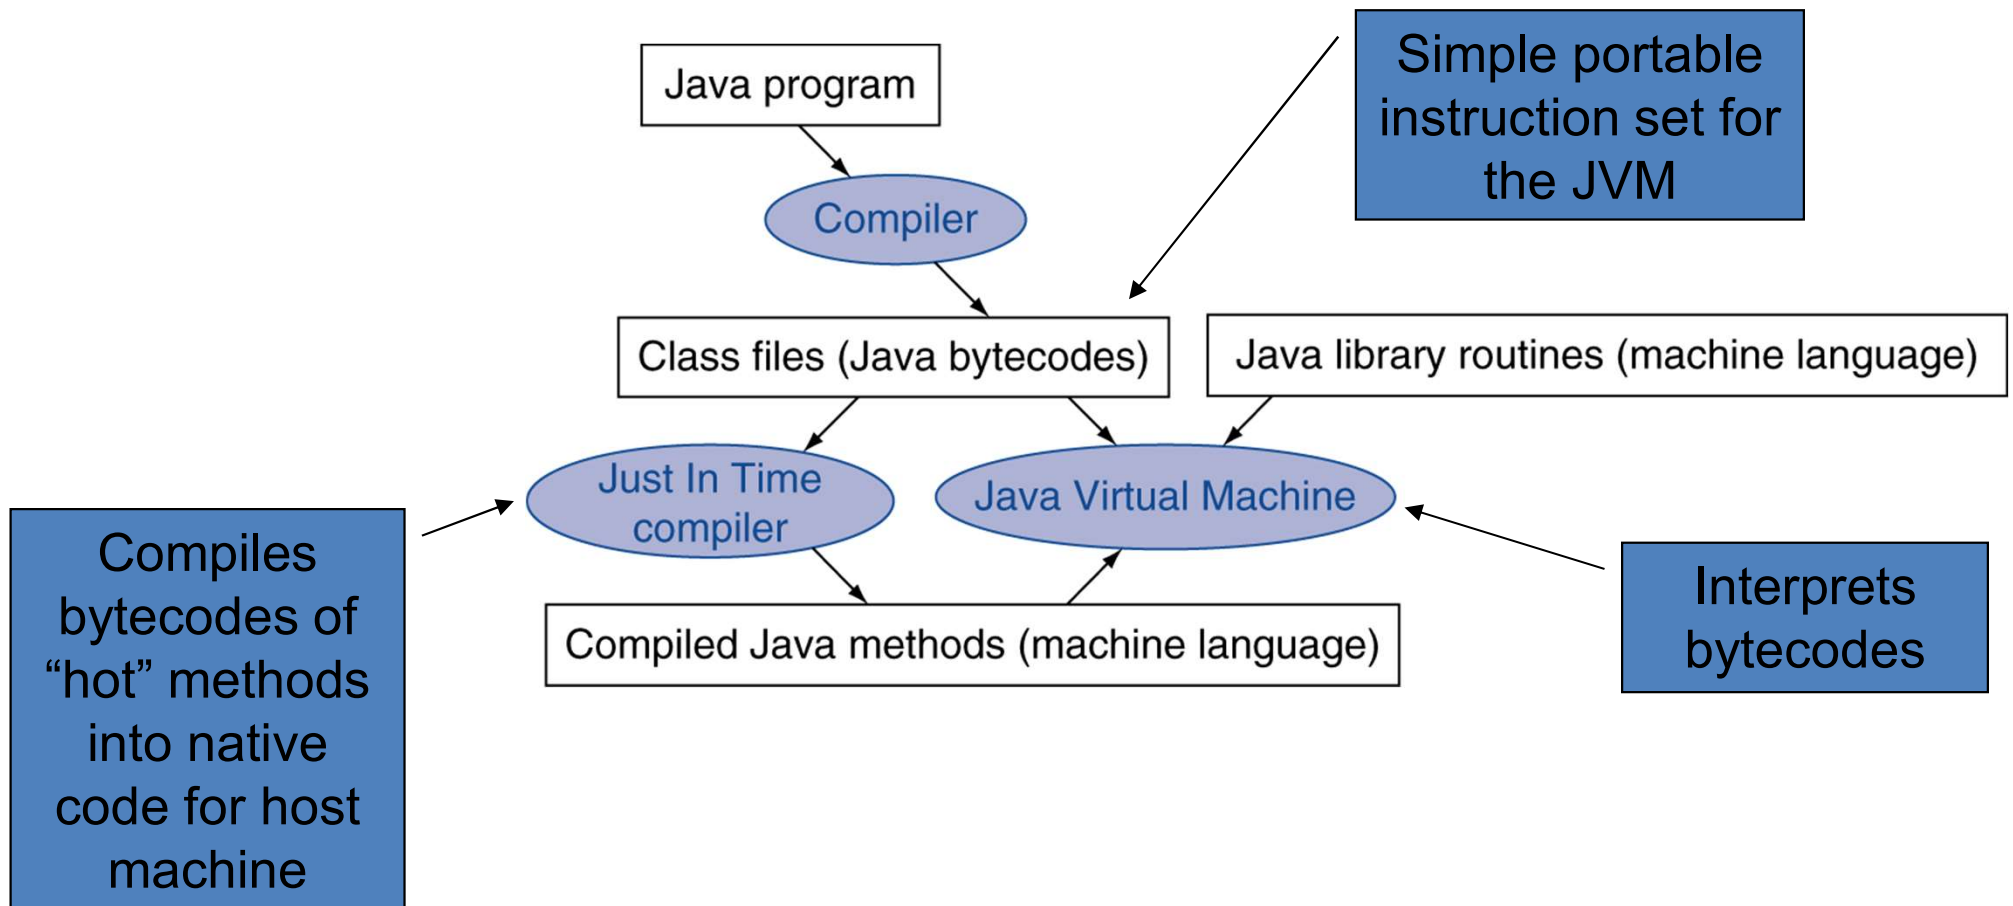 Java program
Simple portable
instruction set for
the JVM
Compiler
Class files (Java bytecodes)
Java library routines (machine language)
Just In Time
compiler
Java Virtual Machine
Compiles
bytecodes of
“hot” methods
into native
code for host
machine
Interprets
bytecodes
Compiled Java methods (machine language)